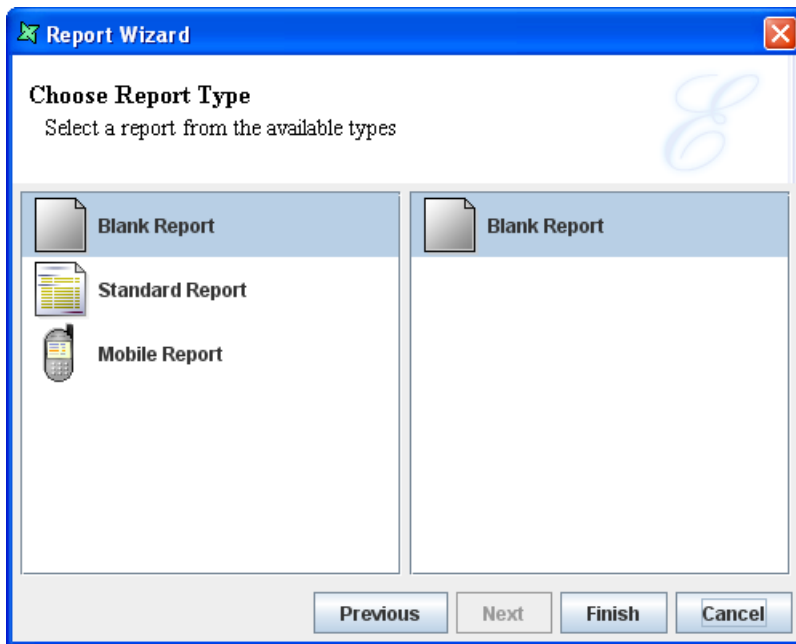 Report Wizard
Choose Report Type
Select a report from the available types
Blank Report
Standard Report
Mobile Report
Blank Report
Previous
Next
Finish
Cancel